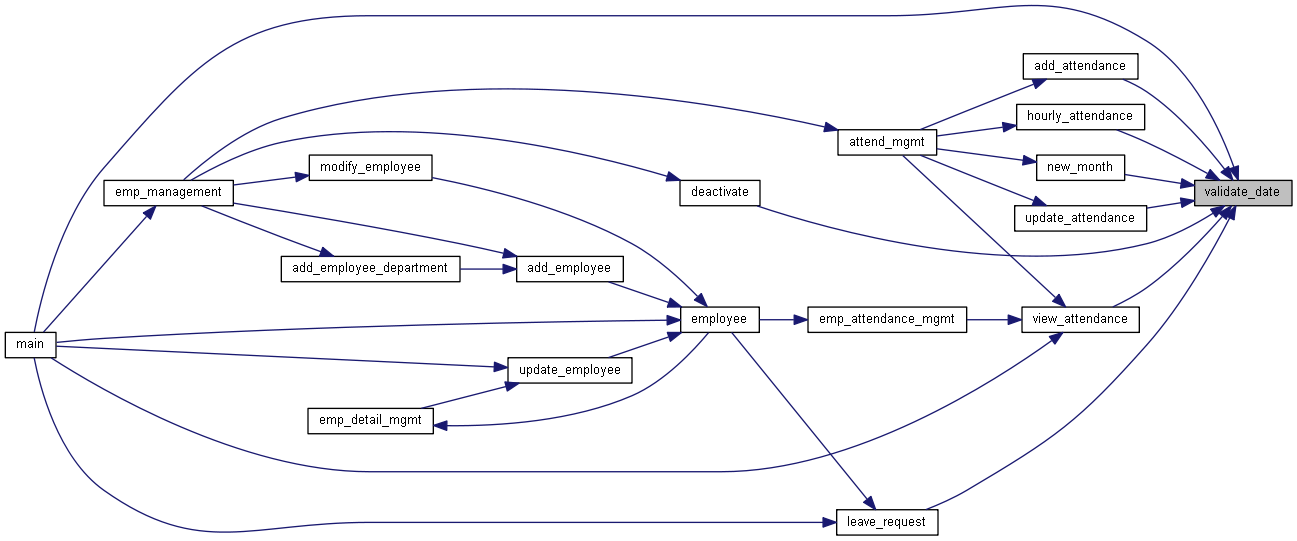 add_attendance
hourly_attendance
attend_mgmt
modify_employee
new_month
emp_management
deactivate
validate_date
update_attendance
add_employee_department
add_employee
employee
emp_attendance_mgmt
view_attendance
main
update_employee
emp_detail_mgmt
leave_request